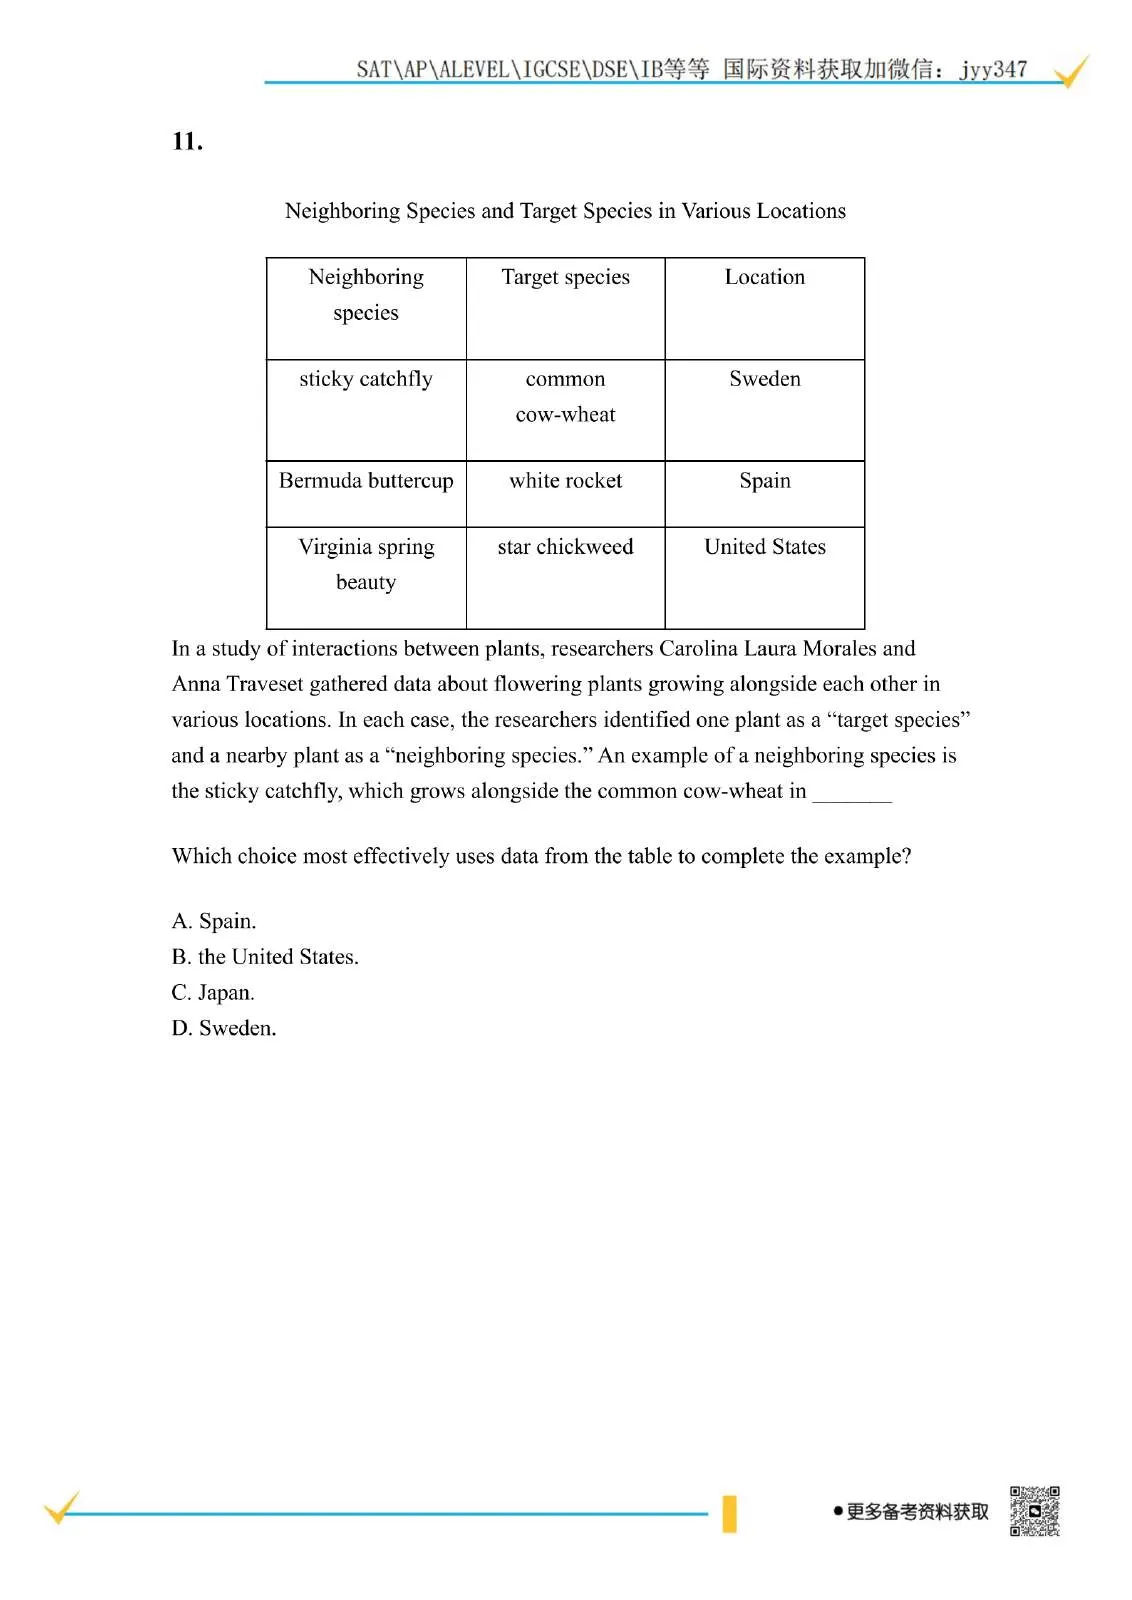 SAT\AP\ALEVEL\IGCSE\DSE\IB等等 国际资料获取加微信：jyy347
11.
Neighboring Species and Target Species in Various Locations
Neighboring species
Target species
Location
sticky catchfly
common cow-wheat
Sweden
Bermuda buttercup
white rocket
Spain
Virginia spring beauty
star chickweed
United States
In a study of interactions between plants, researchers Carolina Laura Morales and
Anna Traveset gathered data about flowering plants growing alongside each other in
various locations. In each case, the researchers identified one plant as a “target species”
and a nearby plant as a “neighboring species.” An example of a neighboring species is
the sticky catchfly, which grows alongside the common cow-wheat in _______
Which choice most effectively uses data from the table to complete the example?
A. Spain.
B. the United States.
C. Japan.
D. Sweden.
●更多备考资料获取